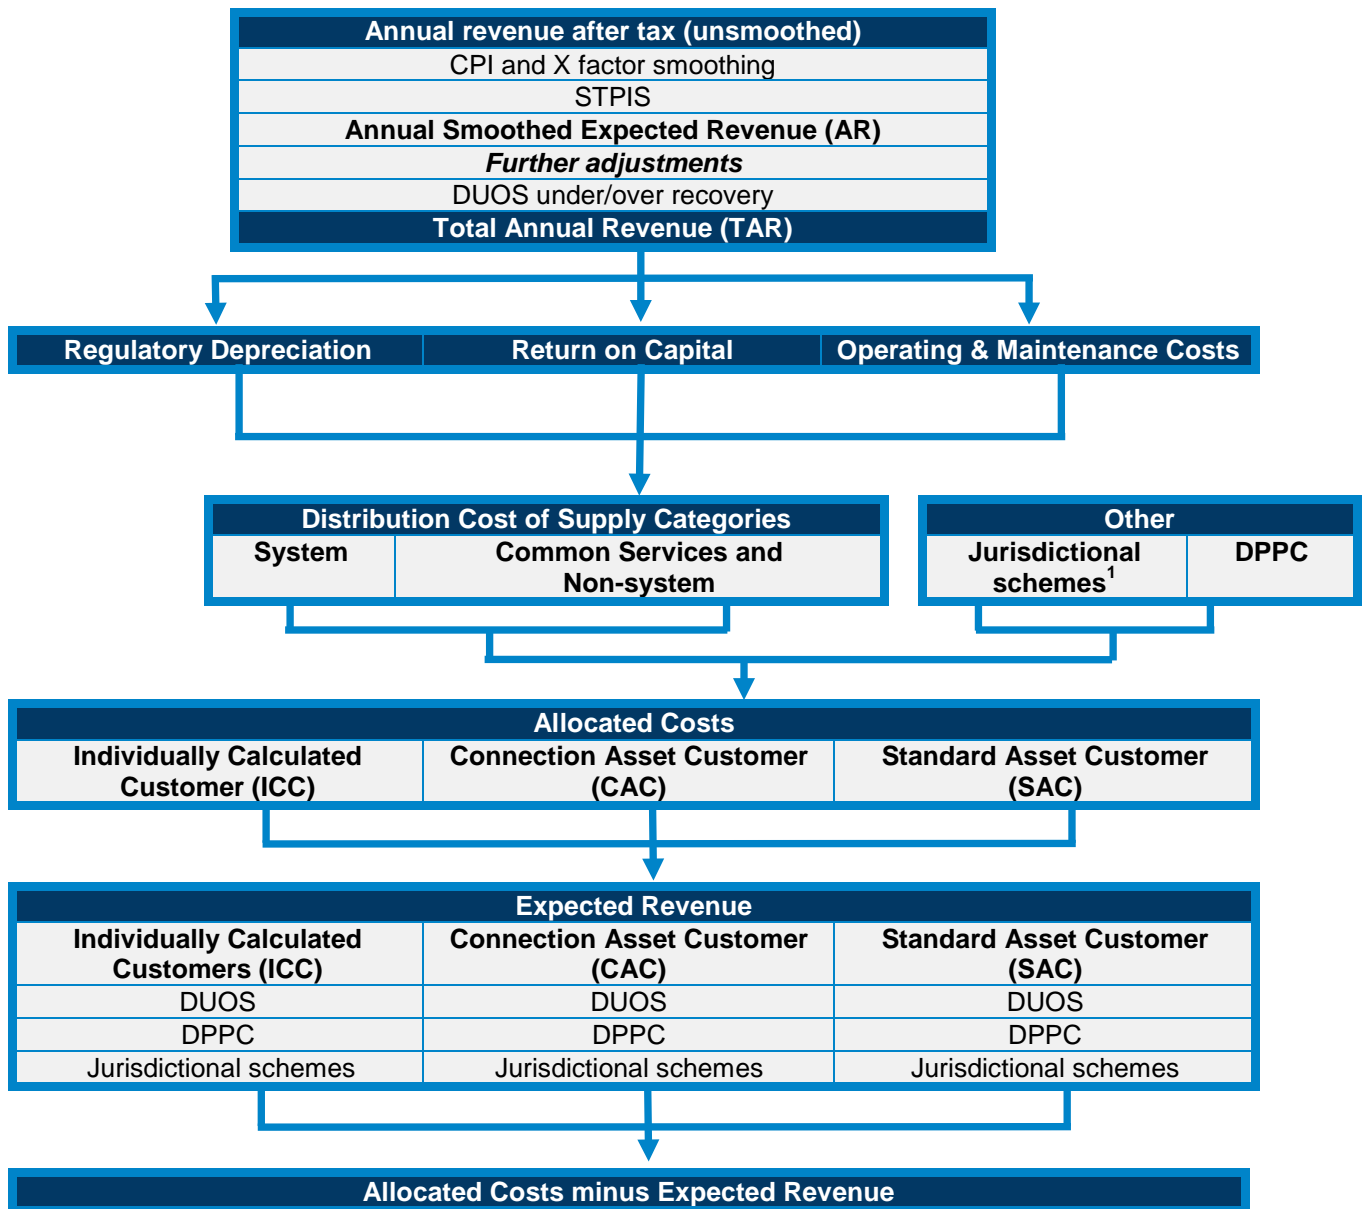 Annual revenue after tax (unsmoothed)
CPI and X factor smoothing
STPIS
Annual Smoothed Expected Revenue (AR)
Further adjustments
DUOS under/over recovery
Total Annual Revenue (TAR)
Regulatory Depreciation
Return on Capital
Operating & Maintenance Costs
Distribution Cost of Supply Categories
System
Common Services and
Non-system
Other
Jurisdictional
schemes¹
DPPC
Allocated Costs
Individually Calculated
Customer (ICC)
Connection Asset Customer
(CAC)
Standard Asset Customer
(SAC)
Expected Revenue
Individually Calculated
Customers (ICC)
Connection Asset Customer
(CAC)
Standard Asset Customer
(SAC)
DUOS
DUOS
DUOS
DPPC
DPPC
DPPC
Jurisdictional schemes
Jurisdictional schemes
Jurisdictional schemes
Allocated Costs minus Expected Revenue